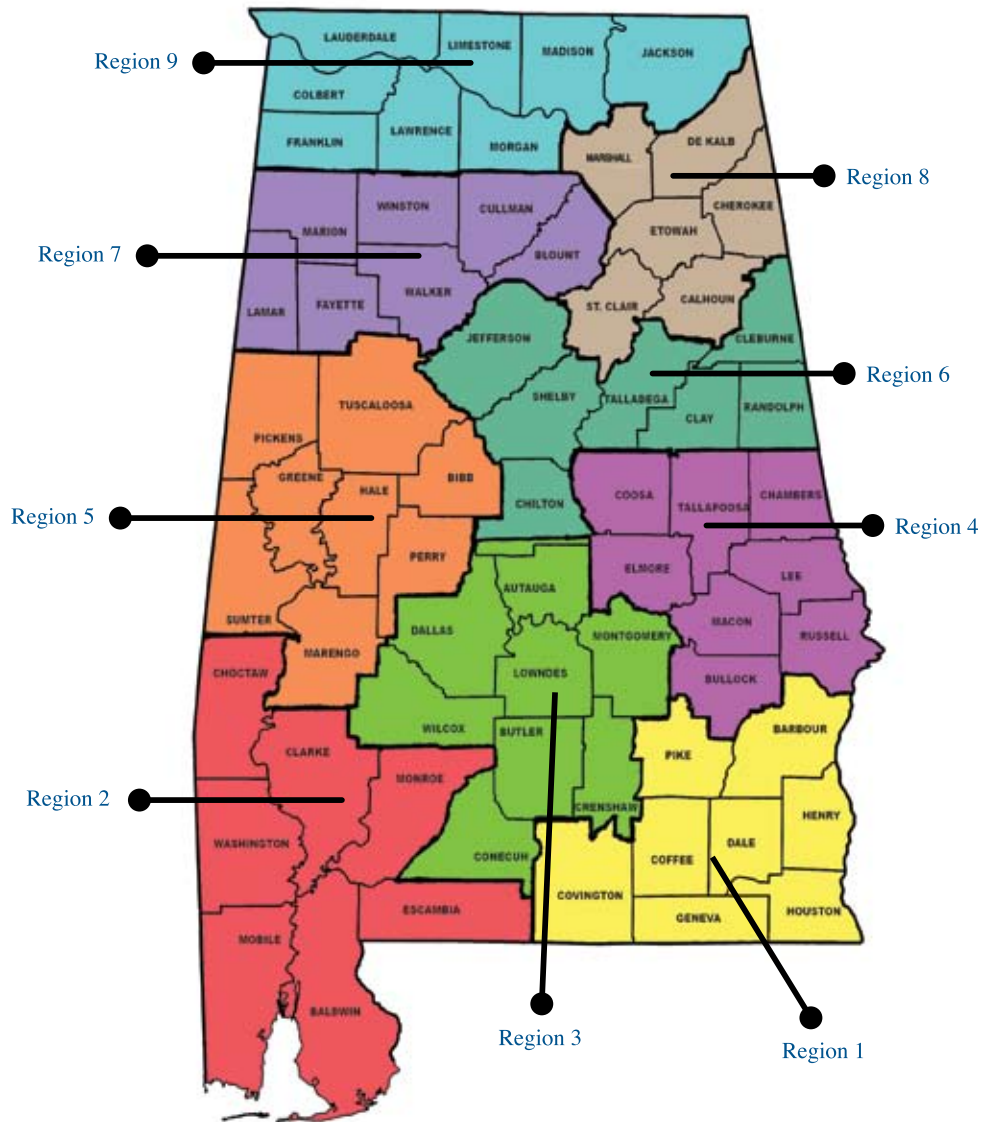 LAUDERDALE
LIMESTONE
MADISON
JACKSON
Region 9
COLBERT
FRANKLIN
LAWRENCE
MORGAN
MARSHALL
DE KALB
Region 8
CHEROKEE
ETOWAH
ST. CLAIR
CALHOUN
WINSTON
CULLMAN
MARION
BLOUNT
Region 7
WALKER
LAMAR
FAYETTE
JEFFERSON
CLEBURNE
Region 6
SHELBY
TALLADEGA
CLAY
RANDOLPH
CHILTON
TUSCALOOSA
PICKENS
GREENE
HALE
BIBB
Region 5
PERRY
SUMTER
MARENGO
COOSA
TALLAPOOSA
CHAMBERS
Region 4
ELMORE
LEE
MACON
RUSSELL
BULLOCK
AUTAUGA
DALLAS
MONTGOMERY
LOWNDES
WILCOX
BUTLER
CRENSHAW
CONECUH
Region 3
CHOCTAW
CLARKE
MONROE
Region 2
WASHINGTON
ESCAMBIA
MOBILE
BALDWIN
PIKE
BARBOUR
HENRY
COFFEE
DALE
COVINGTON
GENEVA
HOUSTON
Region 1